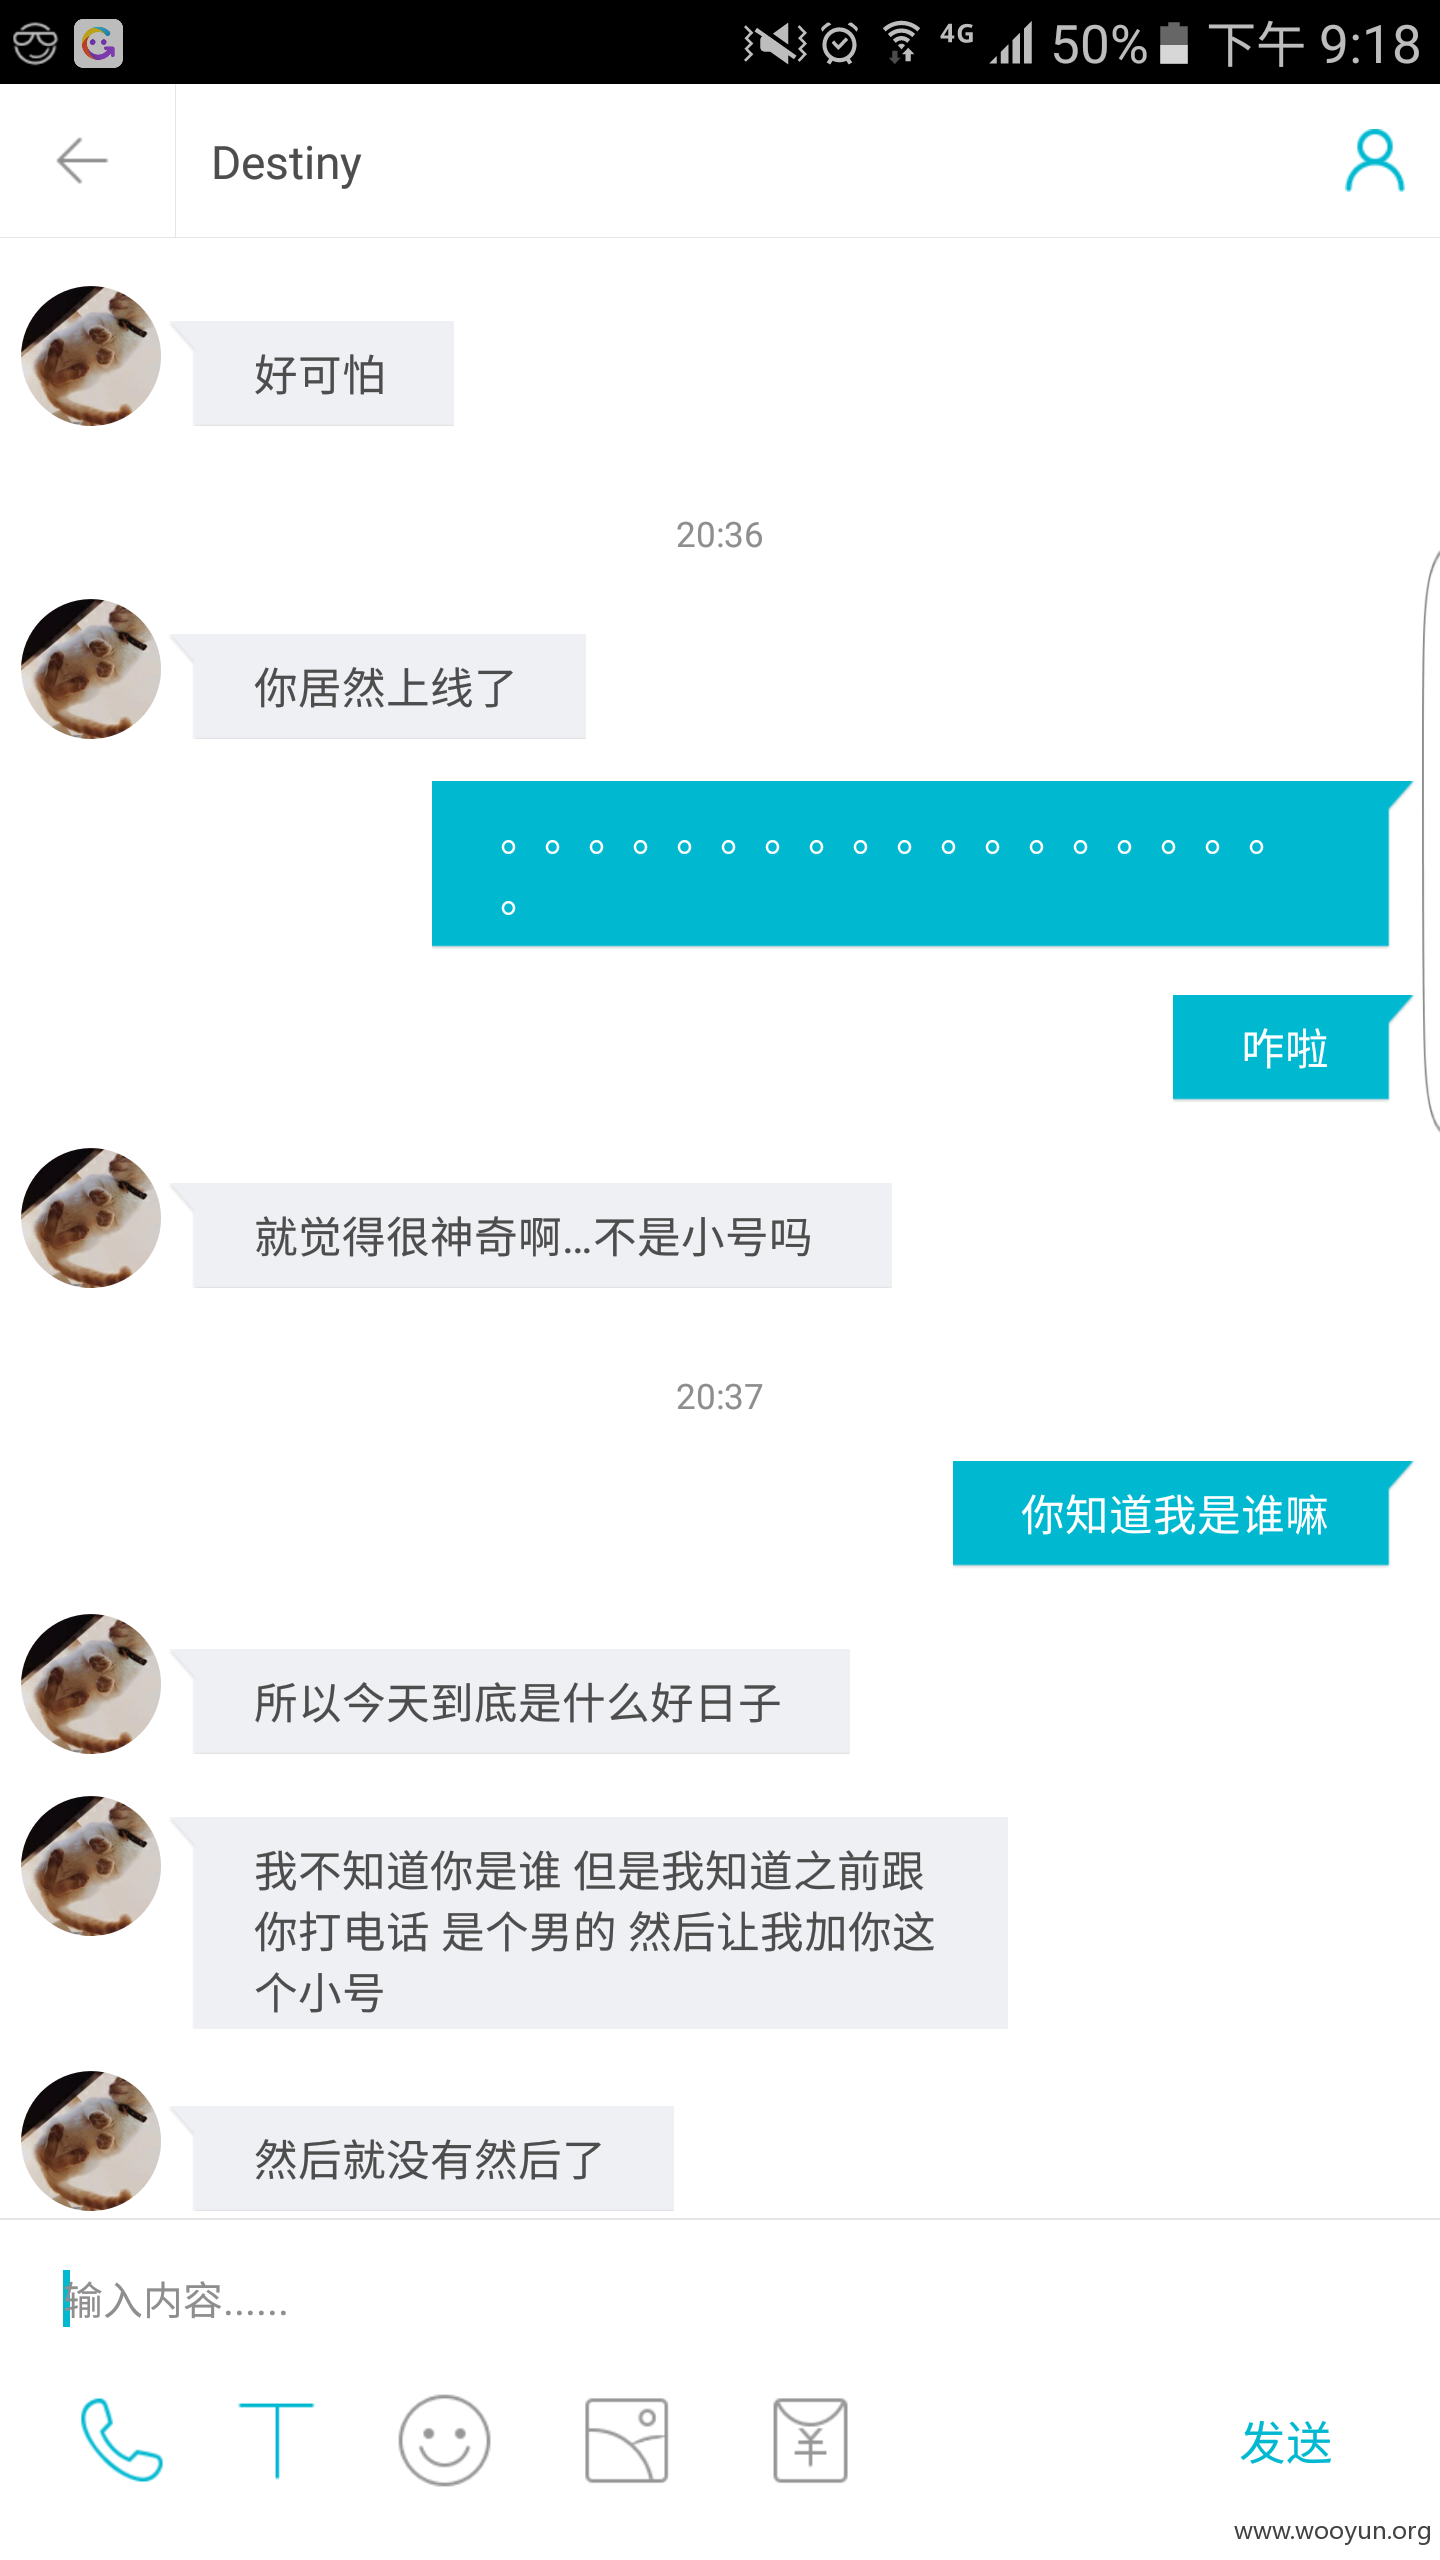 4G 50% 下午 9:18
Destiny
好可怕
20:36
你居然上线了
。。。。。。。。。。。。。。。。。。
。
咋啦
就觉得很神奇啊...不是小号吗
20:37
你知道我是谁嘛
所以今天到底是什么好日子
我不知道你是谁 但是我知道之前跟
你打电话 是个男的 然后让我加你这
个小号
然后就没有然后了
输入内容......
发送
www.wooyun.org